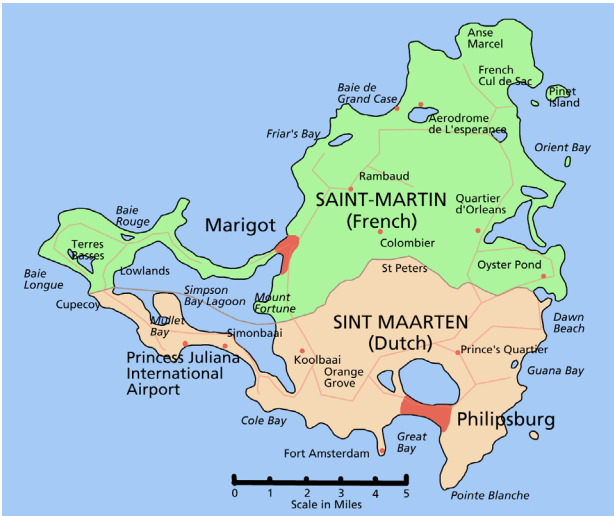 Anse
Marcel
French
Cul de Sac
Pinet
Island
Baie de
Grand Case
Aerodrome
de L'esperance
Friar's Bay
Orient Bay
Rambaud
SAINT-MARTIN
(French)
Quartier
d'Orleans
Baie
Rouge
Marigot
Colombier
Terres
Basses
St Peters
Oyster Pond
Baie
Longue
Lowlands
Simpson
Bay Lagoon
Mount
Fortune
Cupecoy
Mullet
Bay
SINT MAARTEN
(Dutch)
Dawn
Beach
Simonbaai
Princess Juliana
International
Airport
Koolbaai
Prince's Quartier
Orange
Grove
Guana Bay
Cole Bay
Philipsburg
Great
Bay
Fort Amsterdam
0 1 2 3 4 5
Scale in Miles
Pointe Blanche